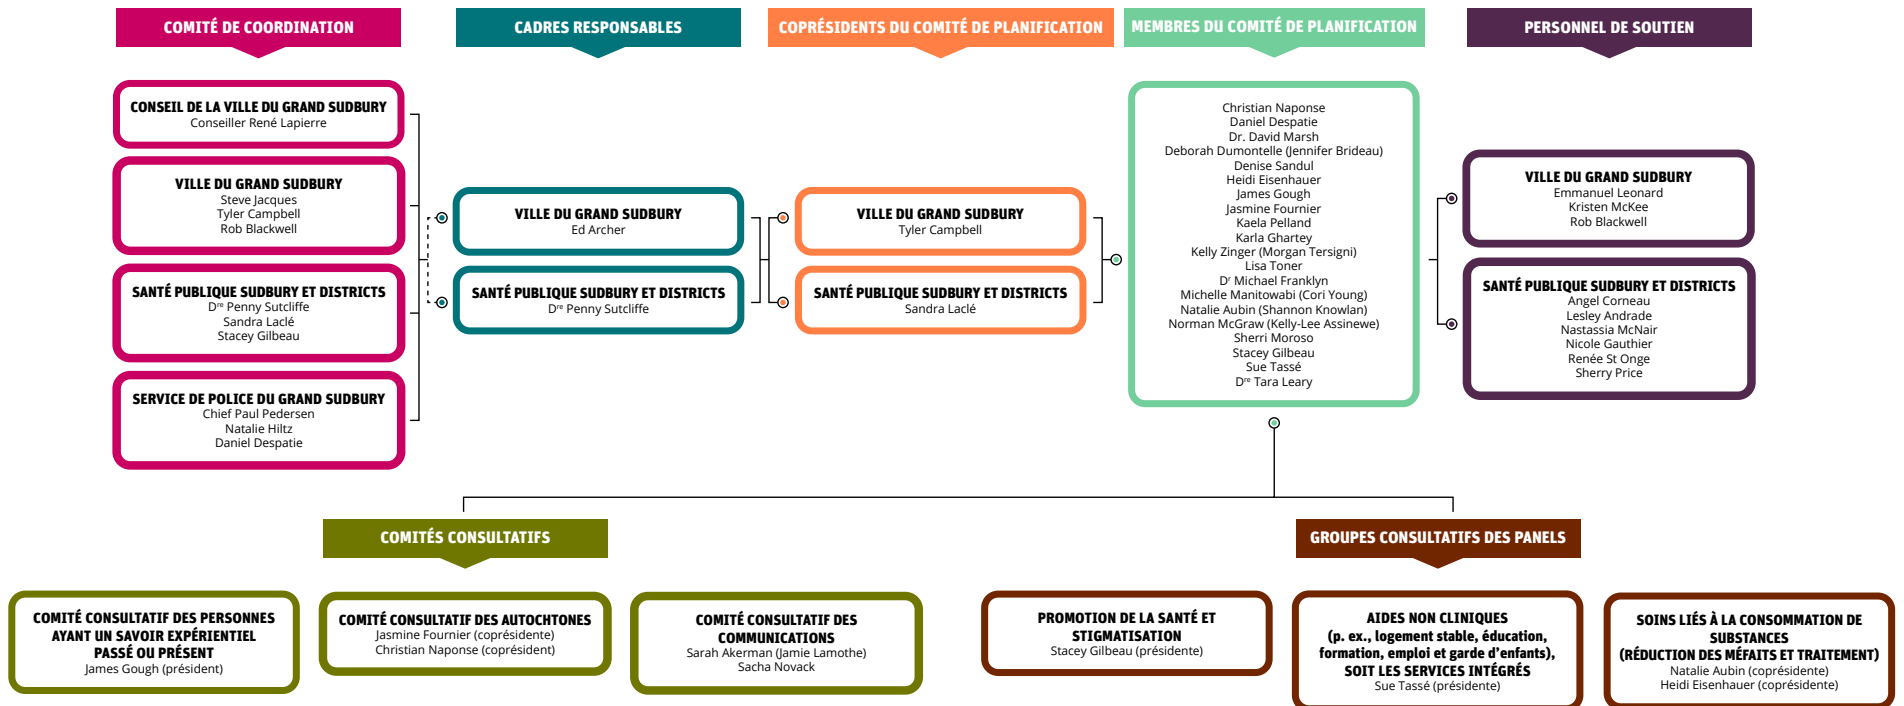 COMITÉ DE COORDINATION
CADRES RESPONSABLES
COPRÉSIDENTS DU COMITÉ DE PLANIFICATION
MEMBRES DU COMITÉ DE PLANIFICATION
PERSONNEL DE SOUTIEN
CONSEIL DE LA VILLE DU GRAND SUDBURY
Conseiller René Lapierre
VILLE DU GRAND SUDBURY
Steve Jacques
Tyler Campbell
Rob Blackwell
SANTÉ PUBLIQUE SUDBURY ET DISTRICTS
Dʳᵉ Penny Sutcliffe
Sandra Laclé
Stacey Gilbeau
SERVICE DE POLICE DU GRAND SUDBURY
Chief Paul Pedersen
Natalie Hiltz
Daniel Despatie
VILLE DU GRAND SUDBURY
Ed Archer
SANTÉ PUBLIQUE SUDBURY ET DISTRICTS
Dʳᵉ Penny Sutcliffe
VILLE DU GRAND SUDBURY
Tyler Campbell
SANTÉ PUBLIQUE SUDBURY ET DISTRICTS
Sandra Laclé
Christian Naponse
Daniel Despatie
Dr. David Marsh
Deborah Dumontelle (Jennifer Brideau)
Denise Sandul
Heidi Eisenhauer
James Gough
Jasmine Fournier
Kaela Pelland
Karla Ghartey
Kelly Zinger (Morgan Tersigni)
Lisa Toner
Dʳ Michael Franklyn
Michelle Manitowabi (Cori Young)
Natalie Aubin (Shannon Knowlan)
Norman McGraw (Kelly-Lee Assinewe)
Sherri Moroso
Stacey Gilbeau
Sue Tassé
Dʳᵉ Tara Leary
VILLE DU GRAND SUDBURY
Emmanuel Leonard
Kristen McKee
Rob Blackwell
SANTÉ PUBLIQUE SUDBURY ET DISTRICTS
Angel Corneau
Lesley Andrade
Nastassia McNair
Nicole Gauthier
Renée St Onge
Sherry Price
COMITÉS CONSULTATIFS
COMITÉ CONSULTATIF DES PERSONNES
AYANT UN SAVOIR EXPÉRIENTIEL
PASSÉ OU PRÉSENT
James Gough (président)
COMITÉ CONSULTATIF DES AUTOCHTONES
Jasmine Fournier (coprésidente)
Christian Naponse (coprésident)
COMITÉ CONSULTATIF DES
COMMUNICATIONS
Sarah Akerman (Jamie Lamothe)
Sacha Novack
GROUPES CONSULTATIFS DES PANELS
PROMOTION DE LA SANTÉ ET
STIGMATISATION
Stacey Gilbeau (présidente)
AIDES NON CLINIQUES
(p. ex., logement stable, éducation,
formation, emploi et garde d'enfants),
SOIT LES SERVICES INTÉGRÉS
Sue Tassé (présidente)
SOINS LIÉS À LA CONSOMMATION DE
SUBSTANCES
(RÉDUCTION DES MÉFAITS ET TRAITEMENT)
Natalie Aubin (coprésidente)
Heidi Eisenhauer (coprésidente)